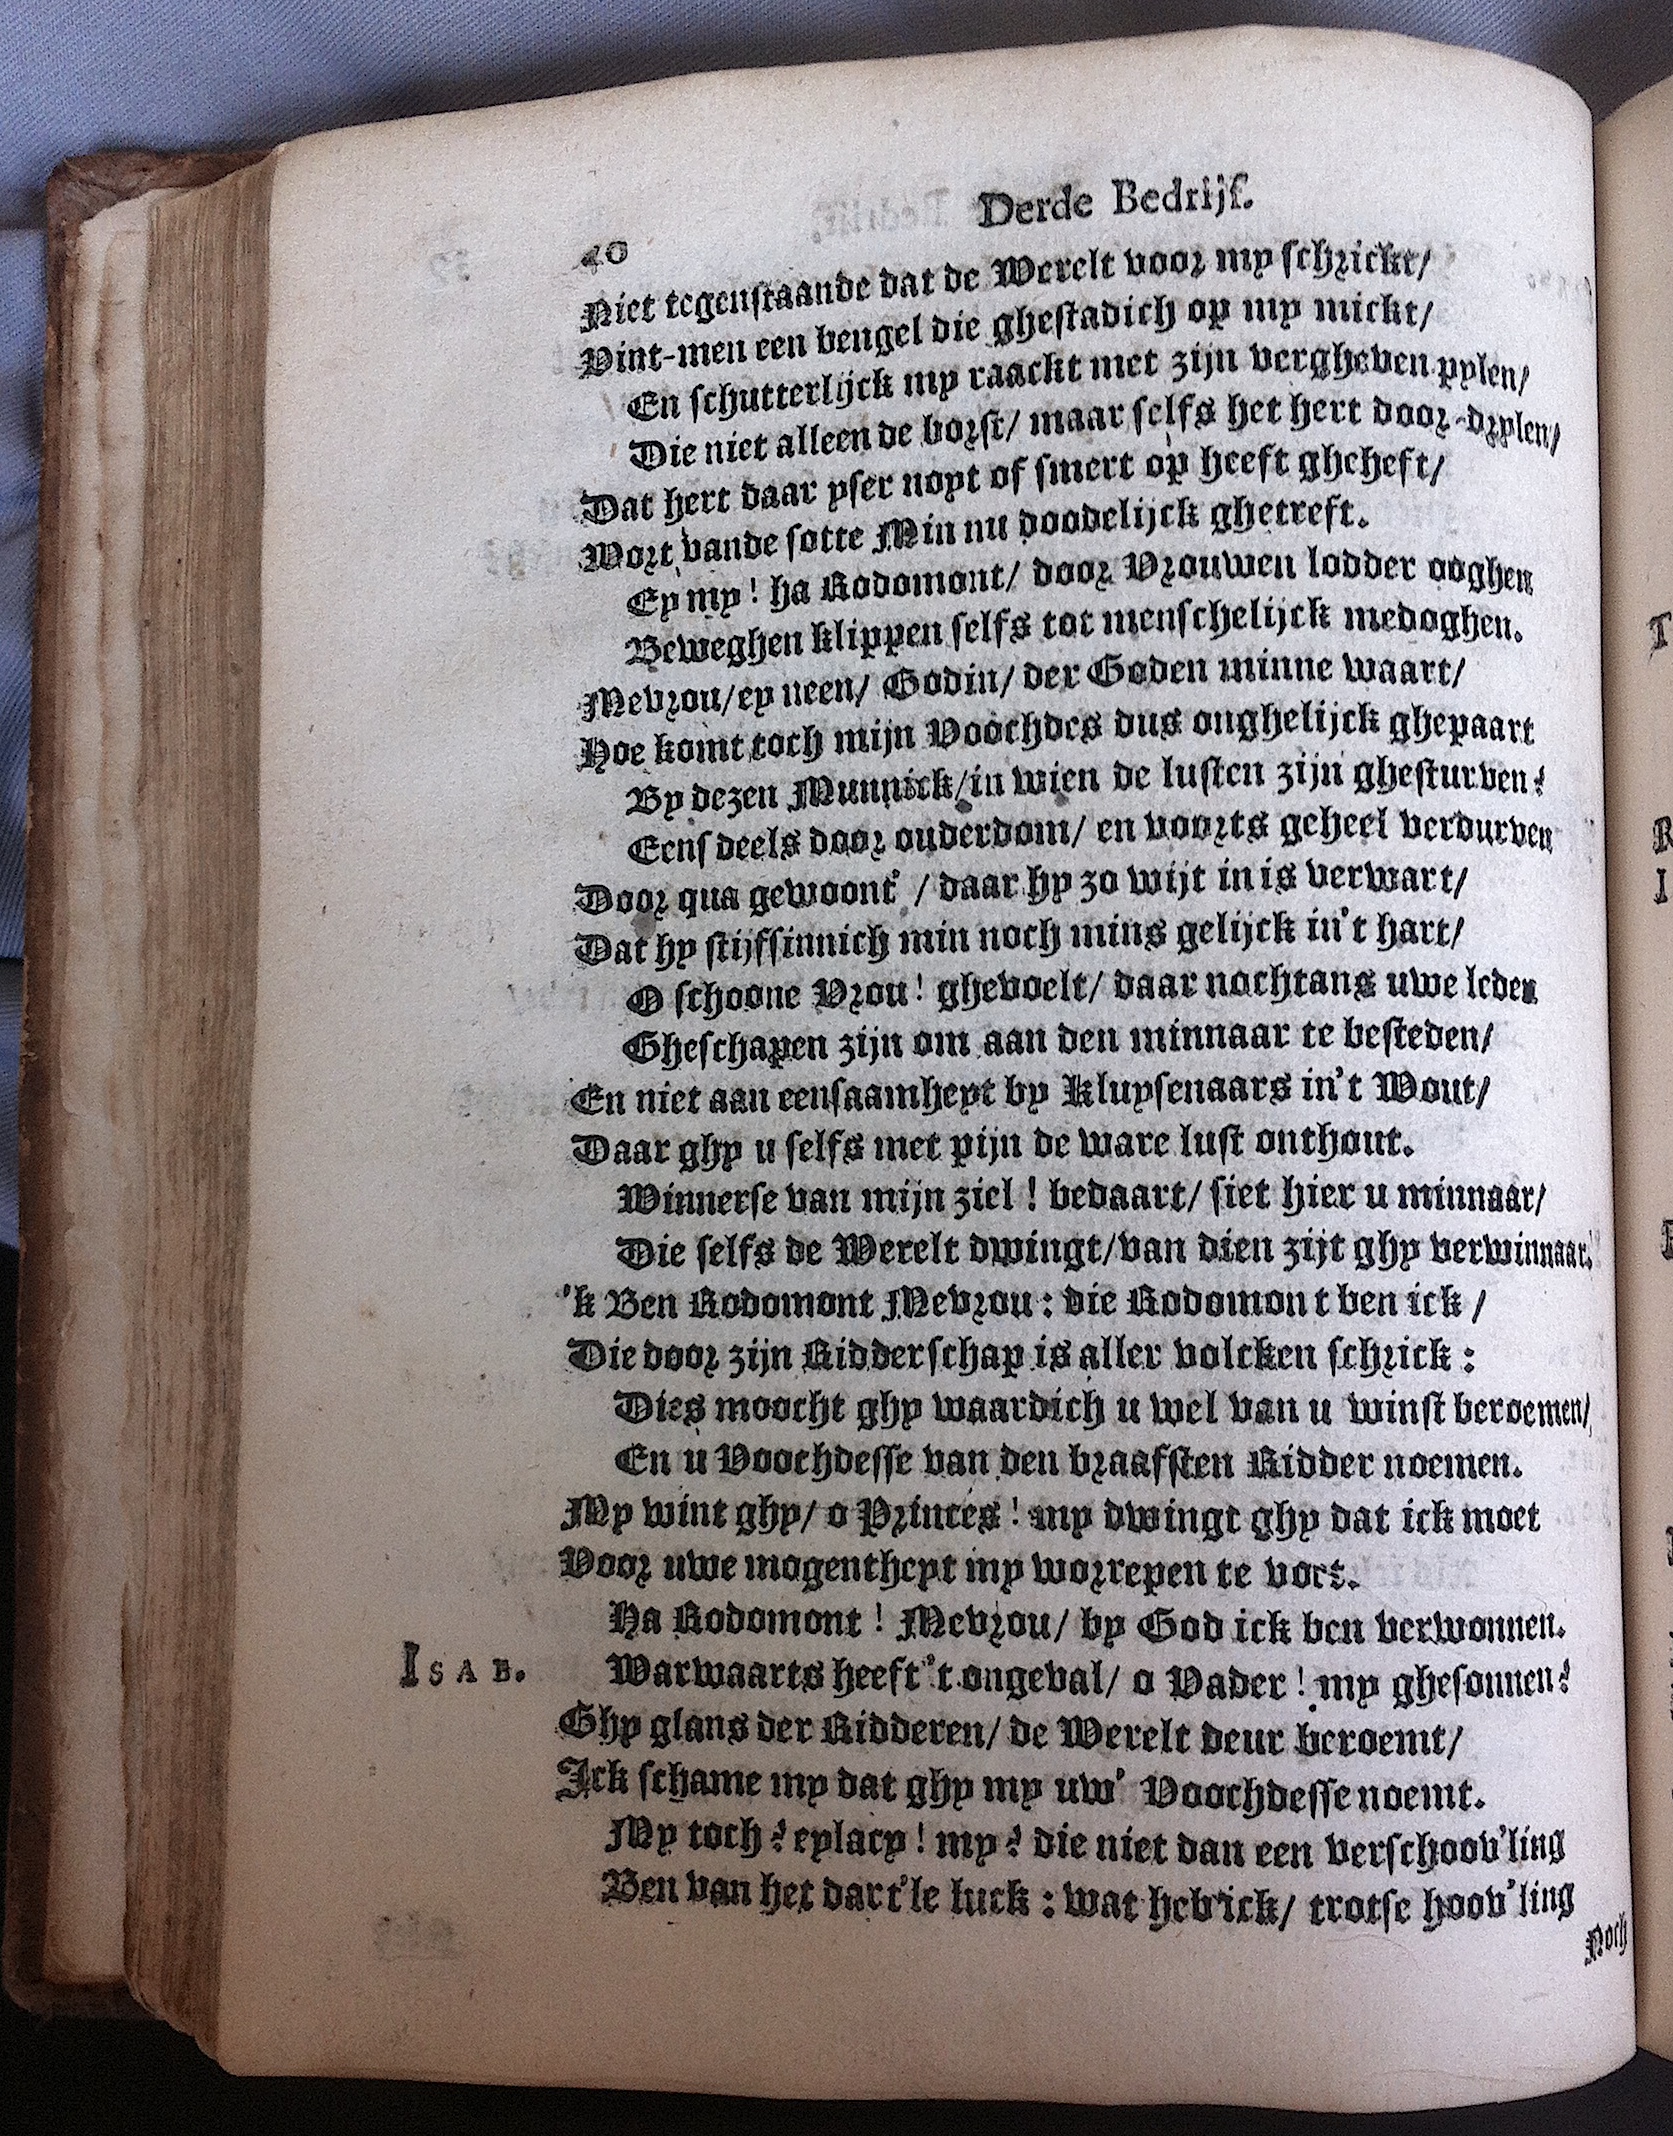 Derde Bedrijf.
40
Niet tegenstaande dat de Werelt voor my schrickt/
Vint-men een bengel die ghestadich op my mickt/
En schutterlijck my raackt met zijn vergheven pylen/
Die niet alleen de borst/ maar selfs het hert door-drylen/
Dat hert daar yser noyt of smert op heeft gheheft/
Wort vande sotte Min nu doodelijck ghetreft.
Ey my! ha Rodomont/ door Vrouwen lodder ooghen
Beweghen klippen selfs tot menschelijck medoghen.
Mevrou/ey neen/ Godin/ der Goden minne waart/
Hoe komt toch mijn Voochdes dus onghelijck ghepaart
By dezen Munnick/in wien de lusten zijn ghesturven?
Eens deels door ouderdom/ en voorts geheel verdurven
Door qua gewoont' / daar hy zo wijt in is verwart/
Dat hy stijfsinnich min noch mins gelijck in't hart/
O schoone Vrou! ghevoelt/ daar nochtans uwe leden
Gheschapen zijn om aan den minnaar te besteden/
En niet aan eensaamheyt by Kluysenaars in't Wout/
Daar ghy u selfs met pijn de ware lust onthout.
Winnerse van mijn ziel! bedaart/ siet hier u minnaar/
Die selfs de Werelt dwingt/van dien zijt ghy verwinnaar.
'k Ben Rodomont Mevrou: die Rodomont ben ick /
Die door zijn Ridderschap is aller volcken schrick:
Dies moocht ghy waardich u wel van u winst beroemen/
En u Voochdesse van den braafsten Ridder noemen.
My wint ghy/ o Princes! my dwingt ghy dat ick moet
Voor uwe mogentheyt my worrepen te voet.
Ha Rodomont! Mevrou/ by God ick ben verwonnen.
ISAB. Warwaarts heeft 't ongeval/ o Vader! my ghesonnen?
Ghy glans der Ridderen/ de Werelt deur beroemt/
Ick schame my dat ghy my uw' Voochdesse noemt.
My toch? eylacy! my? die niet dan een verschoov'ling
Ben van het dart'le luck: wat heb'ick/ trotse hoov'ling
Noch